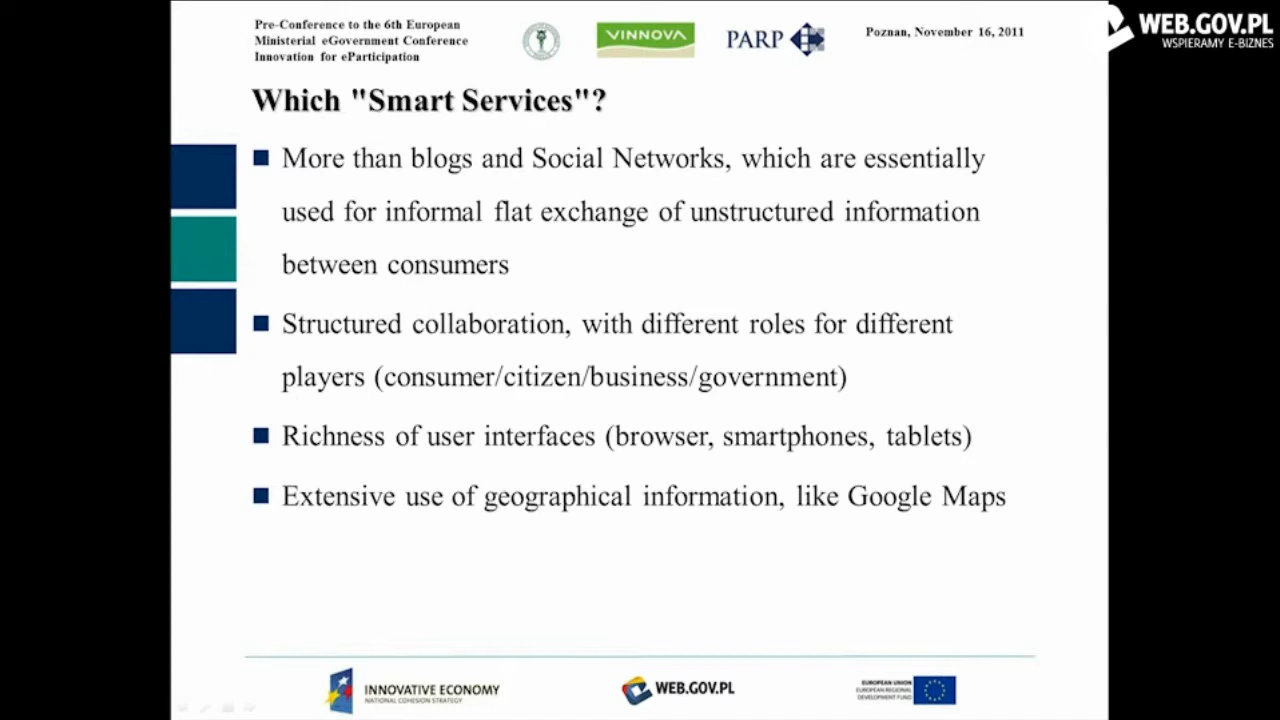 Pre-Conference to the 6th European
Ministerial eGovernment Conference
Innovation for eParticipation
VINNOVA
PARP
Poznan, November 16, 2011
WEB.GOV.PL
WSPIERAMY E-BIZNES
Which "Smart Services"?
More than blogs and Social Networks, which are essentially
used for informal flat exchange of unstructured information
between consumers
Structured collaboration, with different roles for different
players (consumer/citizen/business/government)
Richness of user interfaces (browser, smartphones, tablets)
Extensive use of geographical information, like Google Maps
INNOVATIVE ECONOMY
NATIONAL COHESION STRATEGY
WEB.GOV.PL
EUROPEAN UNION
EUROPEAN REGIONAL
DEVELOPMENT FUND